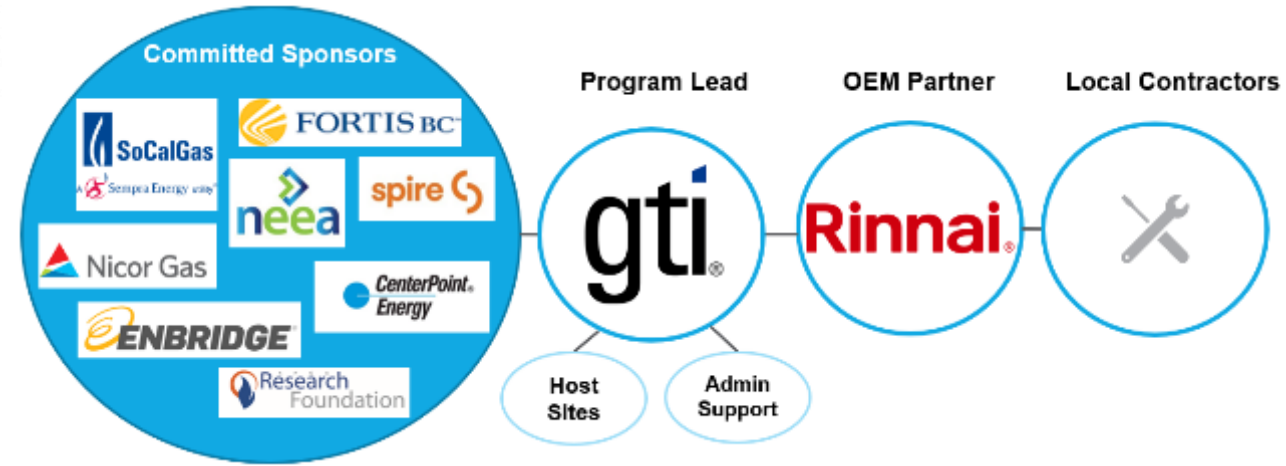 Committed Sponsors
Program Lead
OEM Partner
Local Contractors
SoCalGas
A Sempra Energy utility®
FORTIS BC™
neea
spire
Nicor Gas
CenterPoint®
Energy
ENBRIDGE
Research
Foundation
gti®
Rinnai®
Host
Sites
Admin
Support